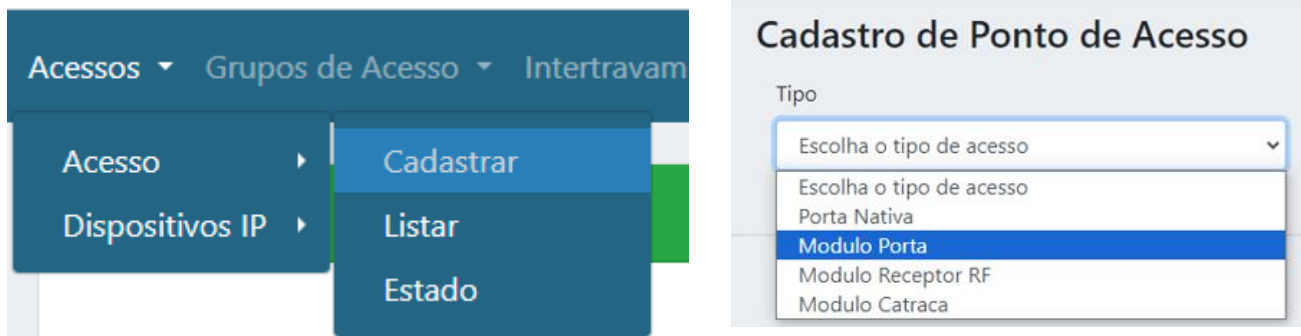 Acessos Grupos de Acesso Intertravam
Acesso
Dispositivos IP
Cadastrar
Listar
Estado
Cadastro de Ponto de Acesso
Tipo
Escolha o tipo de acesso
Escolha o tipo de acesso
Porta Nativa
Modulo Porta
Modulo Receptor RF
Modulo Catraca